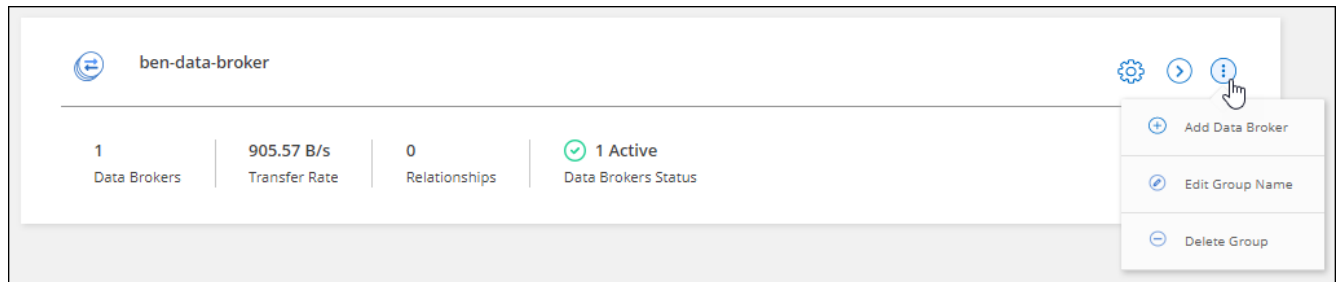 ben-data-broker
1 905.57 B/s 0 1 Active
Data Brokers Transfer Rate Relationships Data Brokers Status
Add Data Broker
Edit Group Name
Delete Group